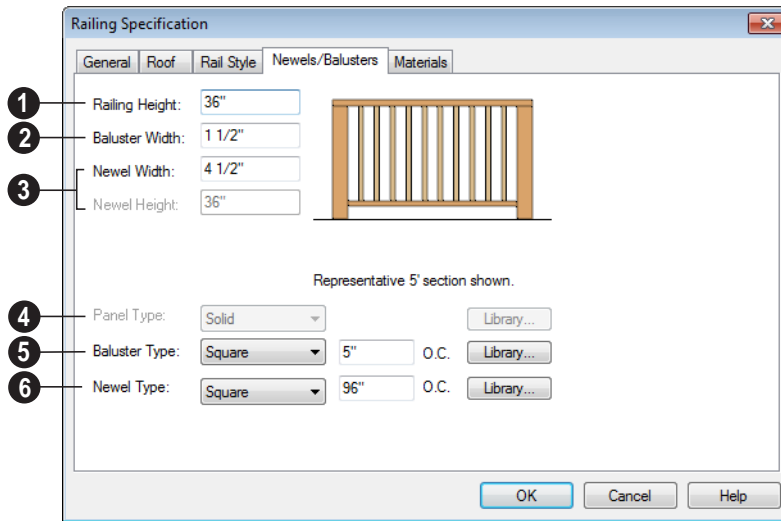 Railing Specification
General Roof Rail Style Newels/Balusters Materials
1 Railing Height: 36"
2 Baluster Width: 1 1/2"
3 Newel Width: 4 1/2"
Newel Height: 36"
Representative 5' section shown.
4 Panel Type: Solid Library...
5 Baluster Type: Square 5" O.C. Library...
6 Newel Type: Square 96" O.C. Library...
OK Cancel Help